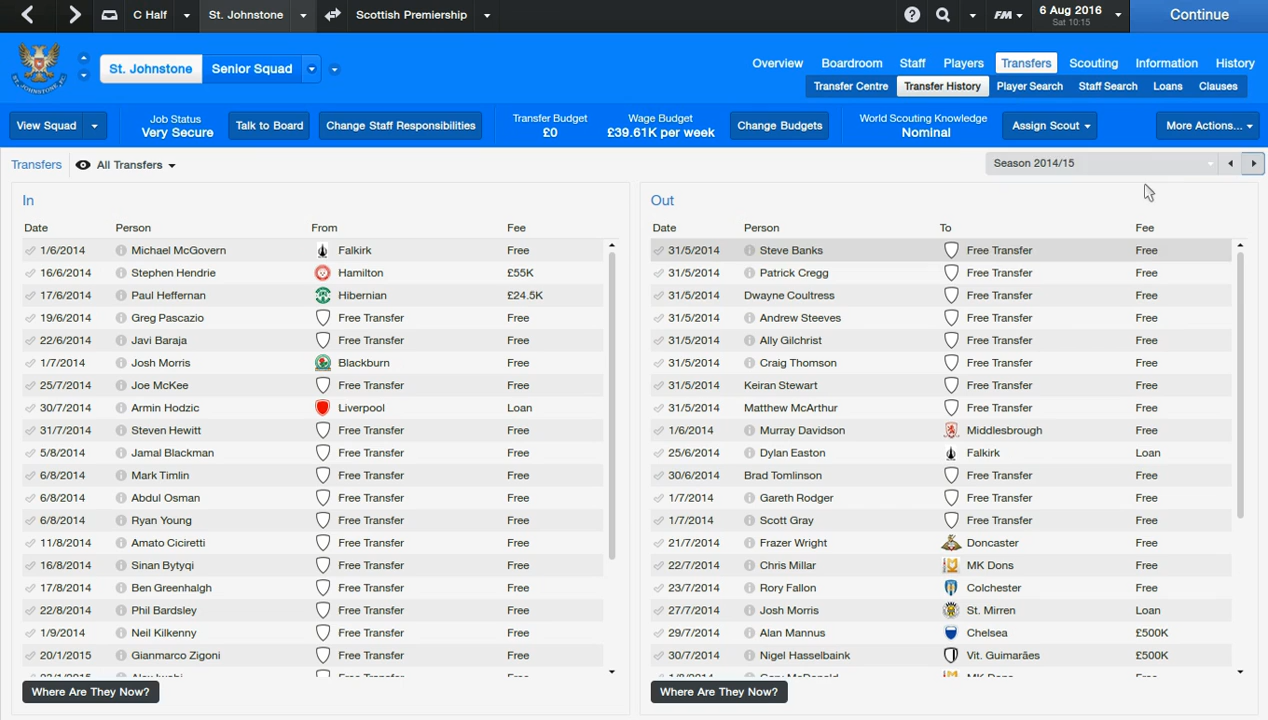 C Half St. Johnstone Scottish Premiership FM 6 Aug 2016 Continue
Sat 10:15
St. Johnstone Senior Squad Overview Boardroom Staff Players Transfers Scouting Information History
Transfer Centre Transfer History Player Search Staff Search Loans Clauses
View Squad Job Status Talk to Board Change Staff Responsibilities Transfer Budget Wage Budget Change Budgets World Scouting Knowledge Assign Scout More Actions...
Very Secure £0 £39.61K per week Nominal
Transfers All Transfers Season 2014/15
In
Date Person From Fee
1/6/2014 Michael McGovern Falkirk Free
16/6/2014 Stephen Hendrie Hamilton £55K
17/6/2014 Paul Heffernan Hibernian £24.5K
19/6/2014 Greg Pascazio Free Transfer Free
22/6/2014 Javi Baraja Free Transfer Free
1/7/2014 Josh Morris Blackburn Free
25/7/2014 Joe McKee Free Transfer Free
30/7/2014 Armin Hodzic Liverpool Loan
31/7/2014 Steven Hewitt Free Transfer Free
5/8/2014 Jamal Blackman Free Transfer Free
6/8/2014 Mark Timlin Free Transfer Free
6/8/2014 Abdul Osman Free Transfer Free
6/8/2014 Ryan Young Free Transfer Free
11/8/2014 Amato Ciciretti Free Transfer Free
16/8/2014 Sinan Bytyqi Free Transfer Free
17/8/2014 Ben Greenhalgh Free Transfer Free
22/8/2014 Phil Bardsley Free Transfer Free
1/9/2014 Neil Kilkenny Free Transfer Free
20/1/2015 Gianmarco Zigoni Free Transfer Free
Where Are They Now?
Out
Date Person To Fee
31/5/2014 Steve Banks Free Transfer Free
31/5/2014 Patrick Cregg Free Transfer Free
31/5/2014 Dwayne Coultress Free Transfer Free
31/5/2014 Andrew Steeves Free Transfer Free
31/5/2014 Ally Gilchrist Free Transfer Free
31/5/2014 Craig Thomson Free Transfer Free
31/5/2014 Keiran Stewart Free Transfer Free
31/5/2014 Matthew McArthur Free Transfer Free
1/6/2014 Murray Davidson Middlesbrough Free
25/6/2014 Dylan Easton Falkirk Loan
30/6/2014 Brad Tomlinson Free Transfer Free
1/7/2014 Gareth Rodger Free Transfer Free
1/7/2014 Scott Gray Free Transfer Free
21/7/2014 Frazer Wright Doncaster Free
22/7/2014 Chris Millar MK Dons Free
23/7/2014 Rory Fallon Colchester Free
27/7/2014 Josh Morris St. Mirren Loan
29/7/2014 Alan Mannus Chelsea £500K
30/7/2014 Nigel Hasselbaink Vit. Guimarães £500K
Where Are They Now?